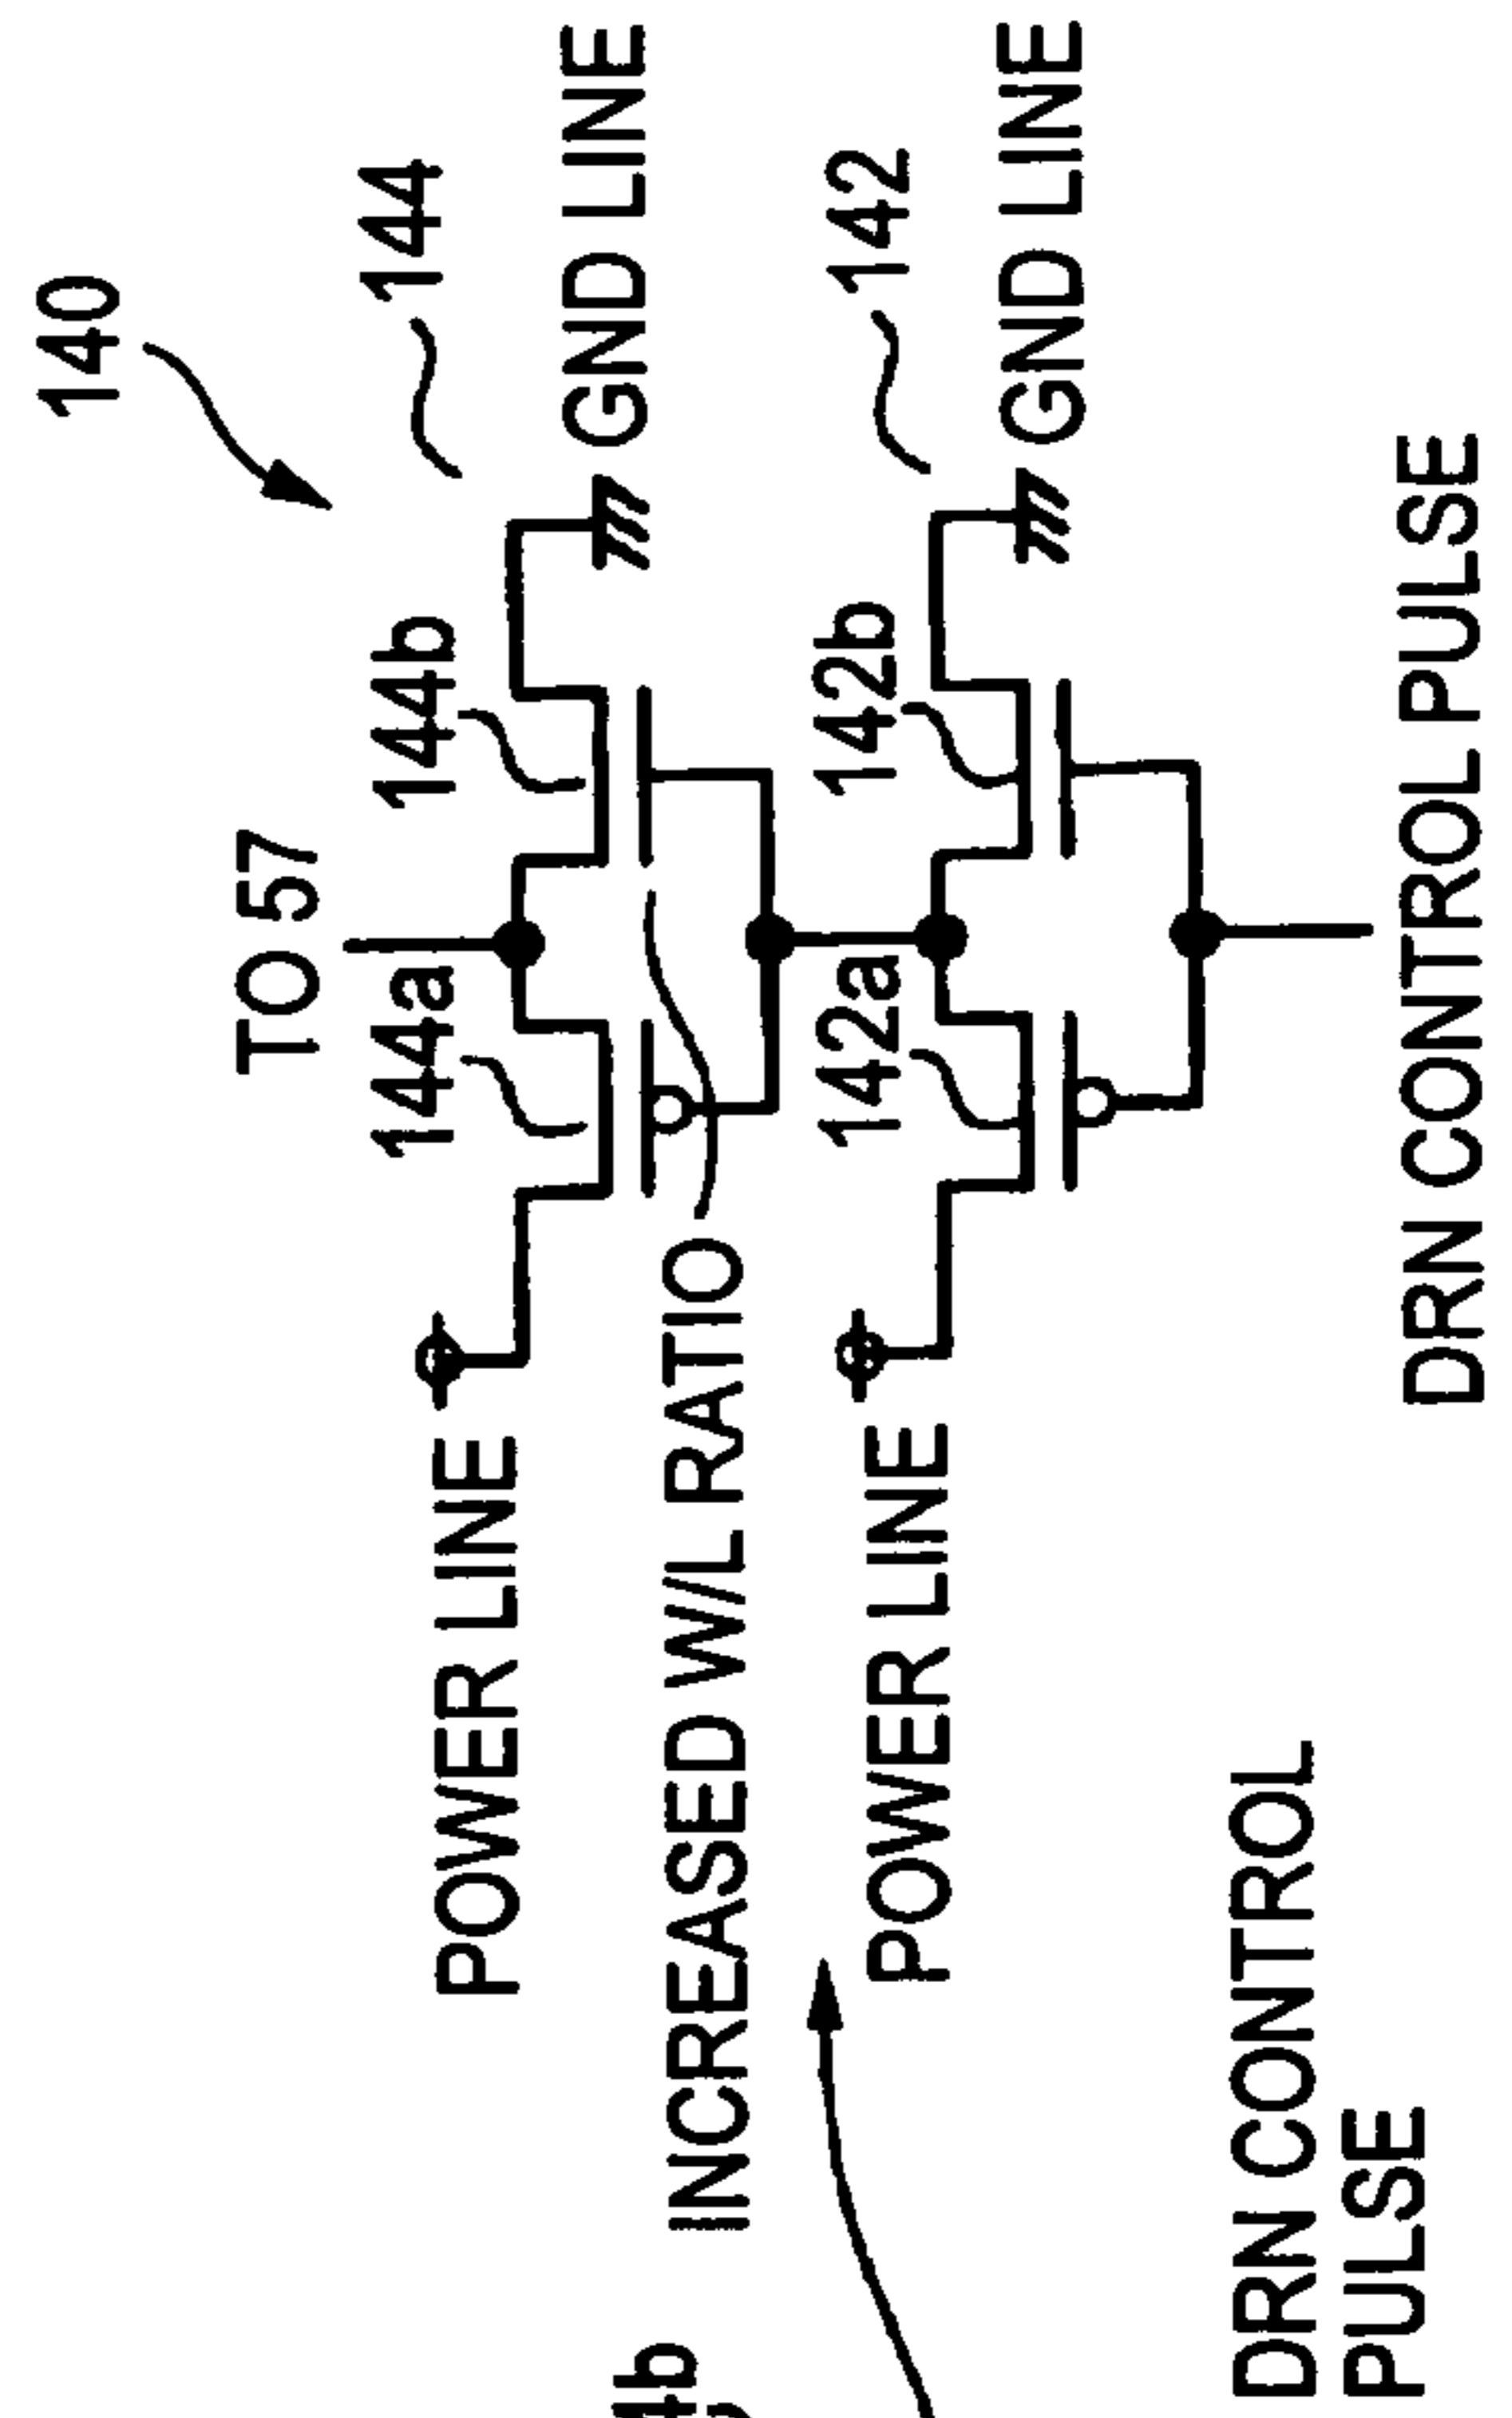 140
144
GND LINE
TO 57
144a
144b
POWER LINE
INCREASED W/L RATIO
142
GND LINE
142a
142b
POWER LINE
DRN CONTROL PULSE
DRN CONTROL
PULSE